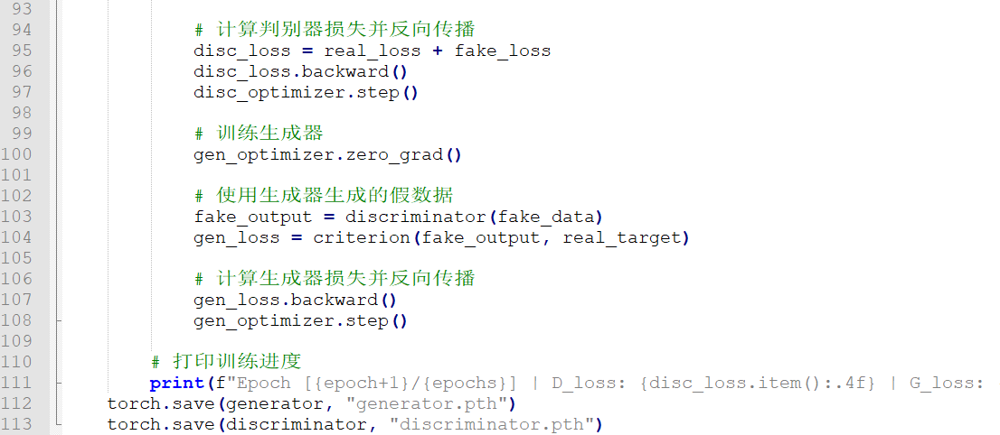 93
94 # 计算判别器损失并反向传播
95 disc_loss = real_loss + fake_loss
96 disc_loss.backward()
97 disc_optimizer.step()
98
99 # 训练生成器
100 gen_optimizer.zero_grad()
101
102 # 使用生成器生成的假数据
103 fake_output = discriminator(fake_data)
104 gen_loss = criterion(fake_output, real_target)
105
106 # 计算生成器损失并反向传播
107 gen_loss.backward()
108 gen_optimizer.step()
109
110 # 打印训练进度
111 print(f"Epoch [{epoch+1}/{epochs}] | D_loss: {disc_loss.item():.4f} | G_loss:
112 torch.save(generator, "generator.pth")
113 torch.save(discriminator, "discriminator.pth")